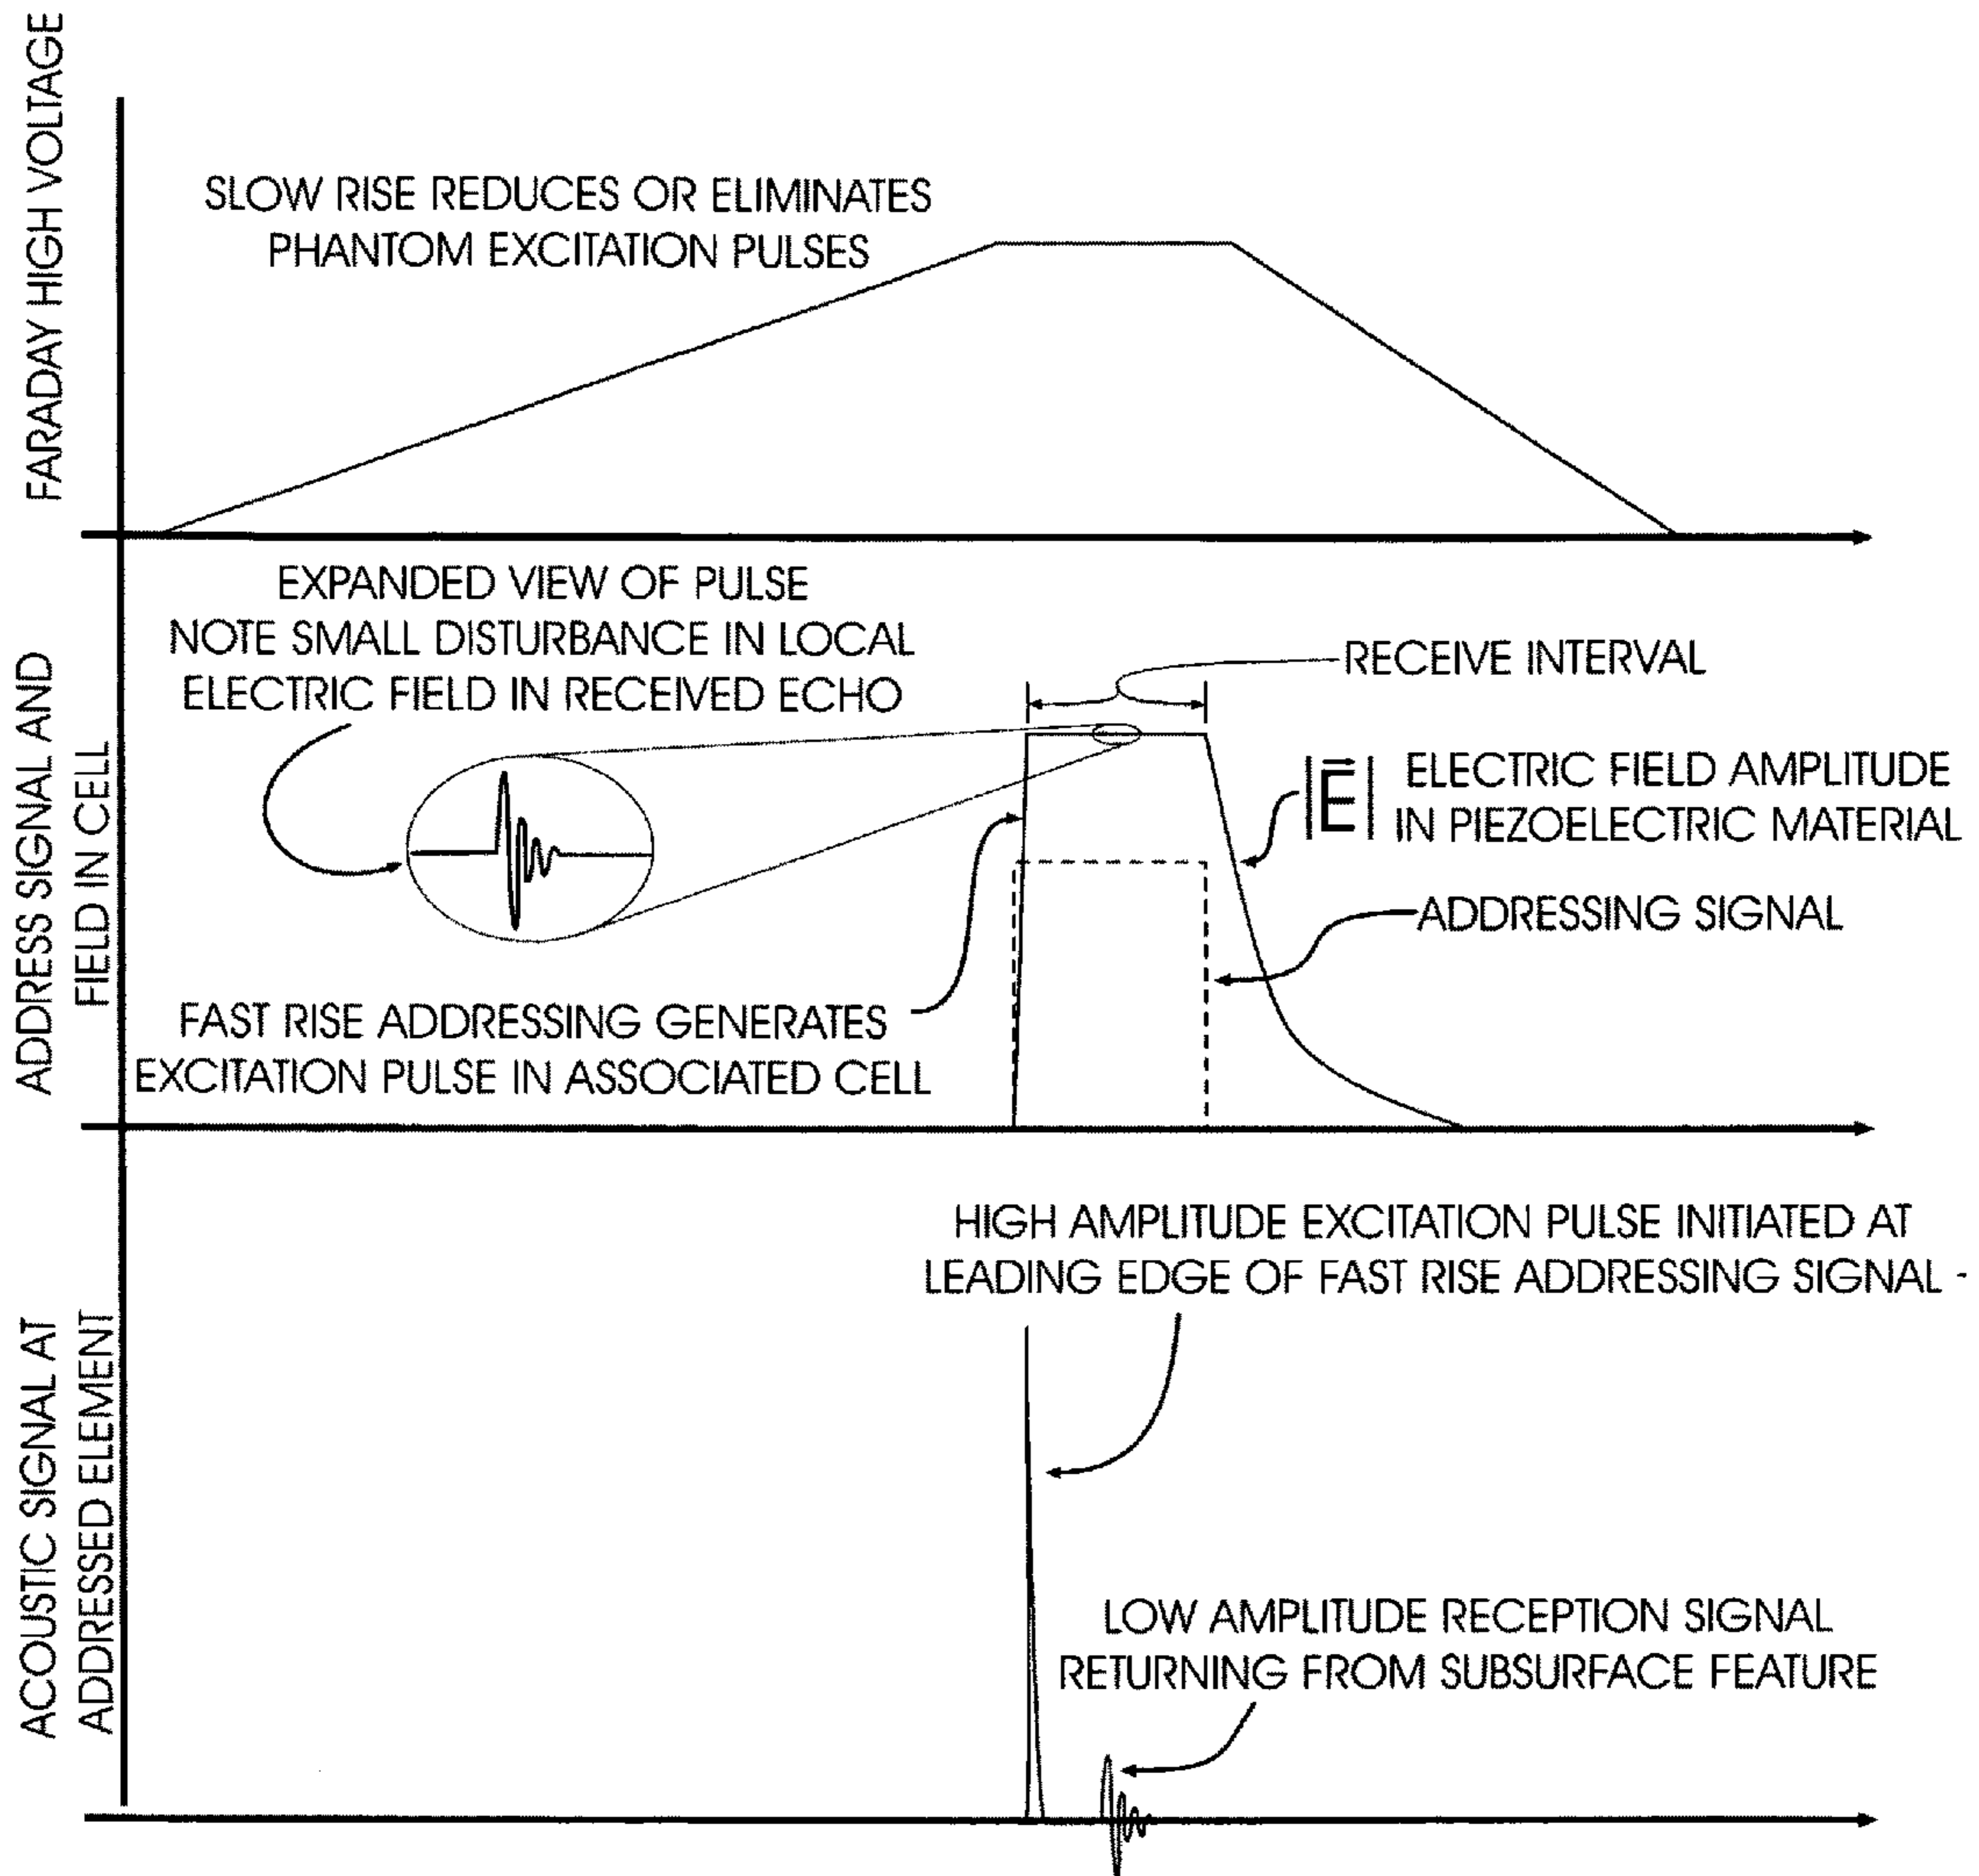 FARADAY HIGH VOLTAGE
SLOW RISE REDUCES OR ELIMINATES
PHANTOM EXCITATION PULSES
ADDRESS SIGNAL AND
FIELD IN CELL
EXPANDED VIEW OF PULSE
NOTE SMALL DISTURBANCE IN LOCAL
ELECTRIC FIELD IN RECEIVED ECHO
RECEIVE INTERVAL
|E⃗| ELECTRIC FIELD AMPLITUDE
IN PIEZOELECTRIC MATERIAL
ADDRESSING SIGNAL
FAST RISE ADDRESSING GENERATES
EXCITATION PULSE IN ASSOCIATED CELL
ACOUSTIC SIGNAL AT
ADDRESSED ELEMENT
HIGH AMPLITUDE EXCITATION PULSE INITIATED AT
LEADING EDGE OF FAST RISE ADDRESSING SIGNAL -
LOW AMPLITUDE RECEPTION SIGNAL
RETURNING FROM SUBSURFACE FEATURE